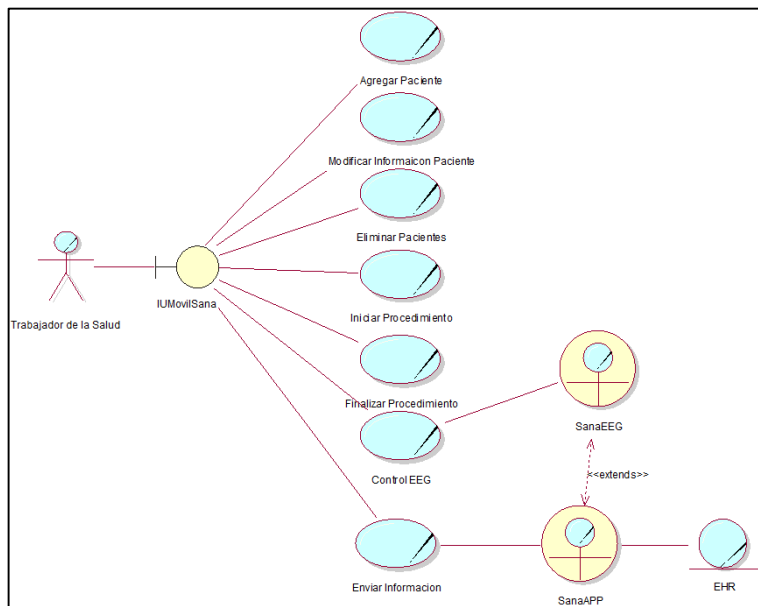 Agregar Paciente
Modificar Informaicon Paciente
Eliminar Pacientes
IUMovilSana
Trabajador de la Salud
Iniciar Procedimiento
Finalizar Procedimiento
SanaEEG
Control EEG
<<extends>>
Enviar Informacion
SanaAPP
EHR